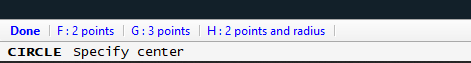 Done F : 2 points G : 3 points H : 2 points and radius
CIRCLE Specify center